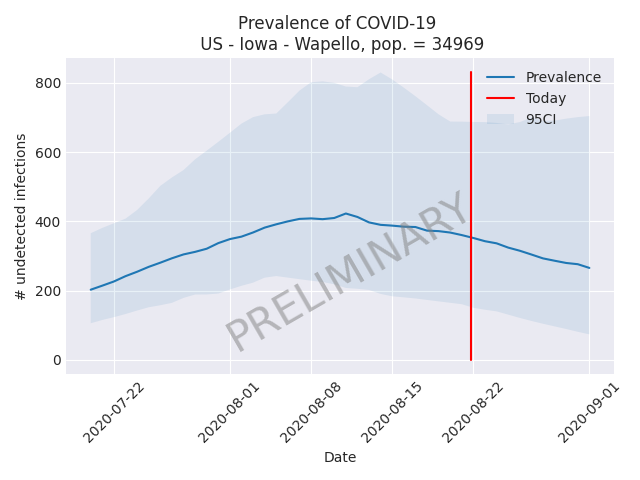 Prevalence of COVID-19
US - Iowa - Wapello, pop. = 34969
Prevalence
Today
95CI
800
600
400
200
0
# undetected infections
PRELIMINARY
2020-07-22
2020-08-01
2020-08-08
2020-08-15
2020-08-22
2020-09-01
Date